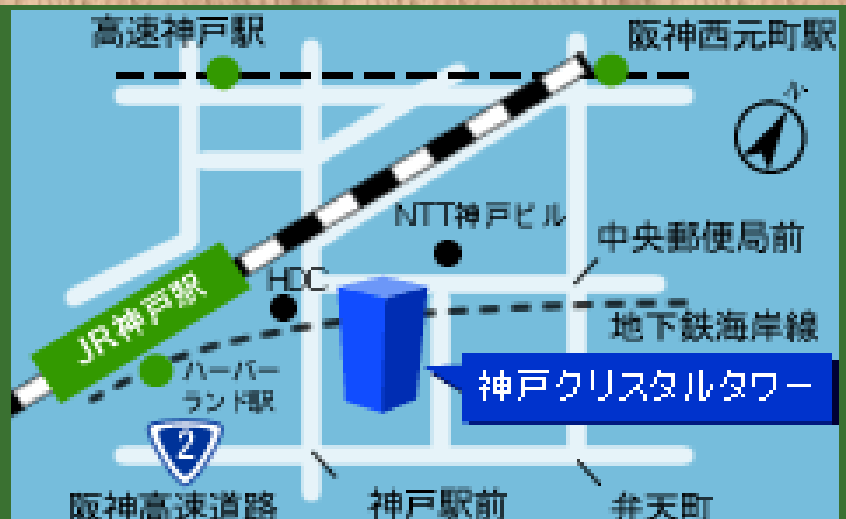 高速神戸駅
阪神西元町駅
N
NTT神戸ビル
中央郵便局前
HDC
JR神戸駅
地下鉄海岸線
ハーバー
ランド駅
神戸クリスタルタワー
2
阪神高速道路
神戸駅前
弁天町